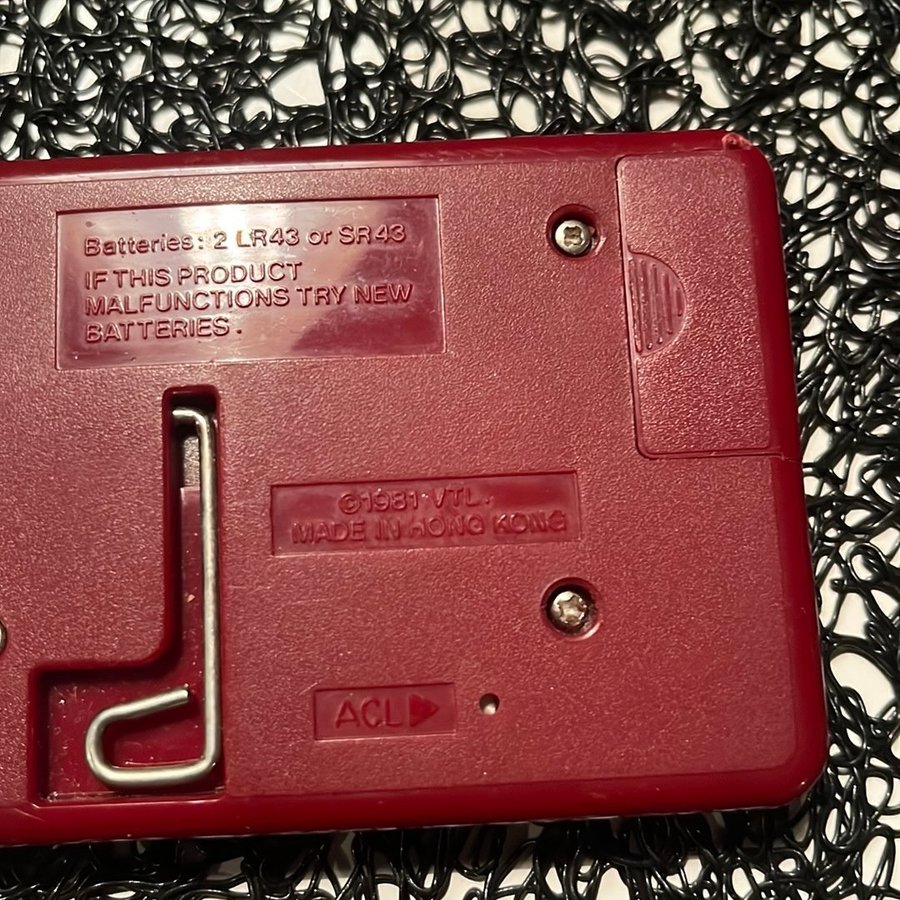 Batteries: 2 LR43 or SR43
IF THIS PRODUCT
MALFUNCTIONS TRY NEW
BATTERIES.
©1981 VTL.
MADE IN HONG KONG
ACL▶